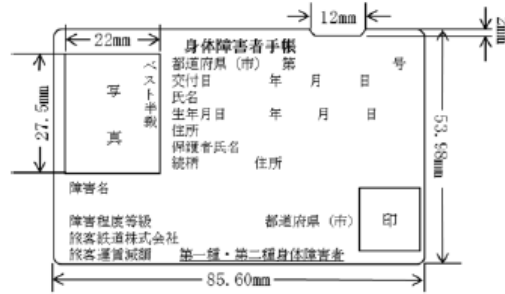 12mm
2mm
22mm
身体障害者手帳
都道府県（市） 第 号
交付日 年 月 日
氏名
生年月日 年 月 日
住所
保護者氏名
続柄 住所
ベスト半截
写
真
27.5mm
53.98mm
障害名
障害程度等級
都道府県（市）
印
旅客鉄道株式会社
旅客運賃減額 第一種・第二種身体障害者
85.60mm